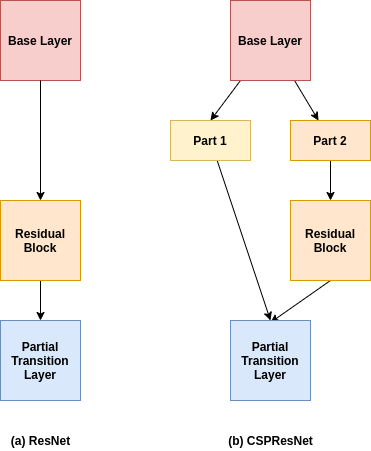 Base Layer
Residual
Block
Partial
Transition
Layer
(a) ResNet
Base Layer
Part 1
Part 2
Residual
Block
Partial
Transition
Layer
(b) CSPResNet